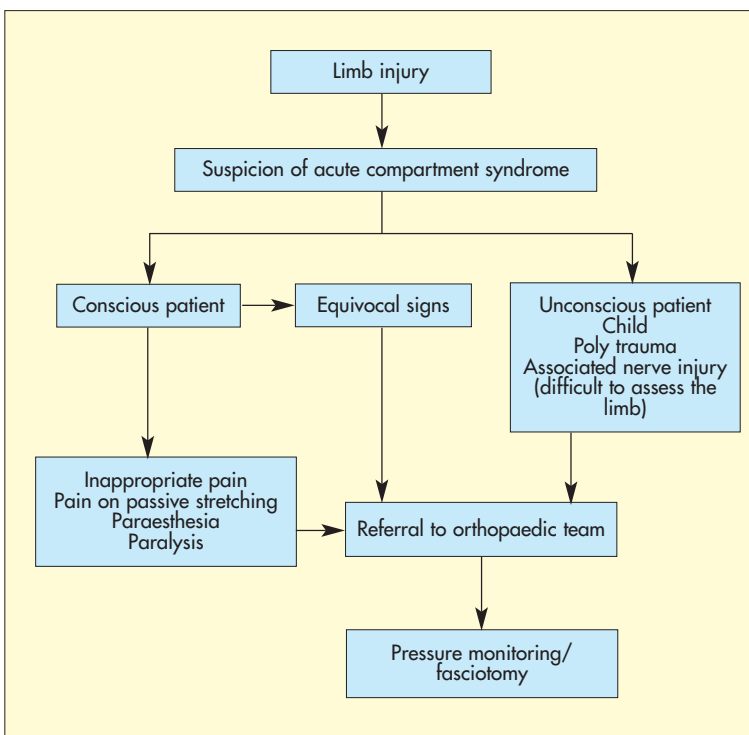 Limb injury
Suspicion of acute compartment syndrome
Conscious patient
Equivocal signs
Unconscious patient
Child
Poly trauma
Associated nerve injury
(difficult to assess the
limb)
Inappropriate pain
Pain on passive stretching
Paraesthesia
Paralysis
Referral to orthopaedic team
Pressure monitoring/
fasciotomy